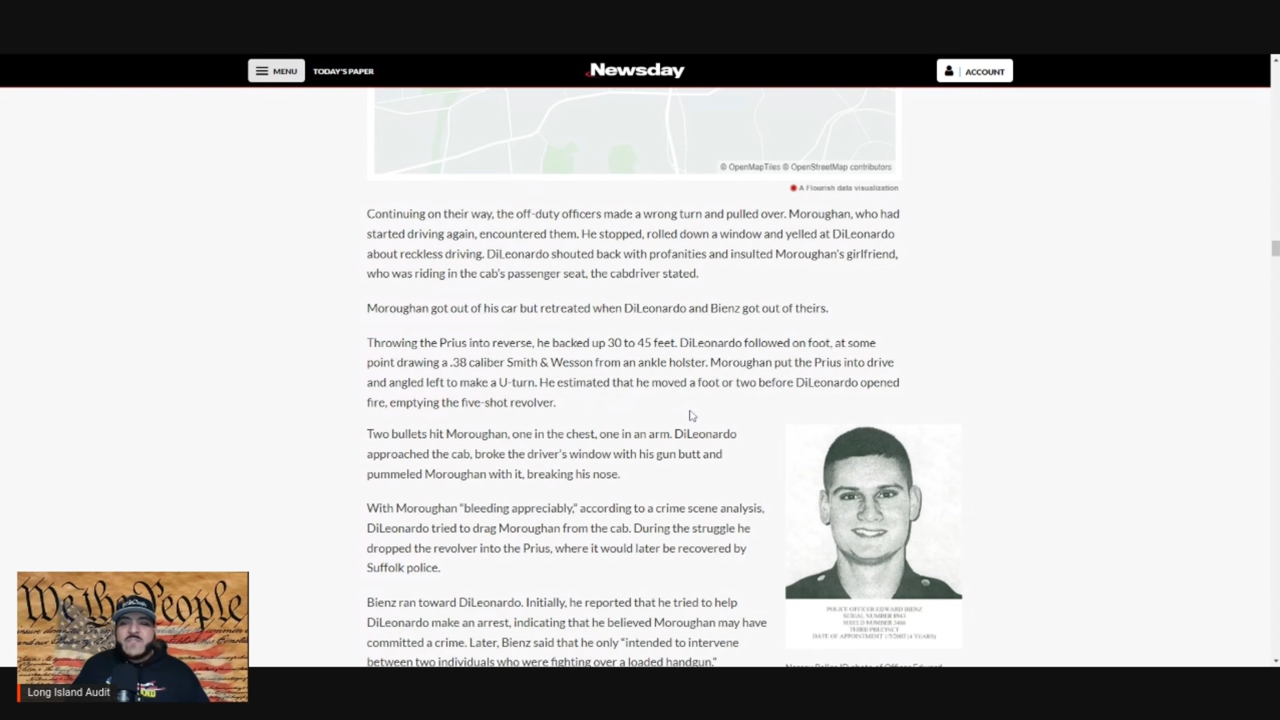 MENU
TODAY'S PAPER
Newsday
ACCOUNT
© OpenMapTiles © OpenStreetMap contributors
A Flourish data visualization
Continuing on their way, the off-duty officers made a wrong turn and pulled over. Moroughan, who had
started driving again, encountered them. He stopped, rolled down a window and yelled at DiLeonardo
about reckless driving. DiLeonardo shouted back with profanities and insulted Moroughan's girlfriend,
who was riding in the cab's passenger seat, the cabdriver stated.
Moroughan got out of his car but retreated when DiLeonardo and Bienz got out of theirs.
Throwing the Prius into reverse, he backed up 30 to 45 feet. DiLeonardo followed on foot, at some
point drawing a .38 caliber Smith & Wesson from an ankle holster. Moroughan put the Prius into drive
and angled left to make a U-turn. He estimated that he moved a foot or two before DiLeonardo opened
fire, emptying the five-shot revolver.
Two bullets hit Moroughan, one in the chest, one in an arm. DiLeonardo
approached the cab, broke the driver's window with his gun butt and
pummeled Moroughan with it, breaking his nose.
With Moroughan "bleeding appreciably," according to a crime scene analysis,
DiLeonardo tried to drag Moroughan from the cab. During the struggle he
dropped the revolver into the Prius, where it would later be recovered by
Suffolk police.
Bienz ran toward DiLeonardo. Initially, he reported that he tried to help
DiLeonardo make an arrest, indicating that he believed Moroughan may have
committed a crime. Later, Bienz said that he only "intended to intervene
between two individuals who were fighting over a loaded handgun."
POLICE OFFICER EDWARD BIENZ
SERIAL NUMBER
SHIELD NUMBER
THIRD PRECINCT
DATE OF APPOINTMENT
We the People
Long Island Audit